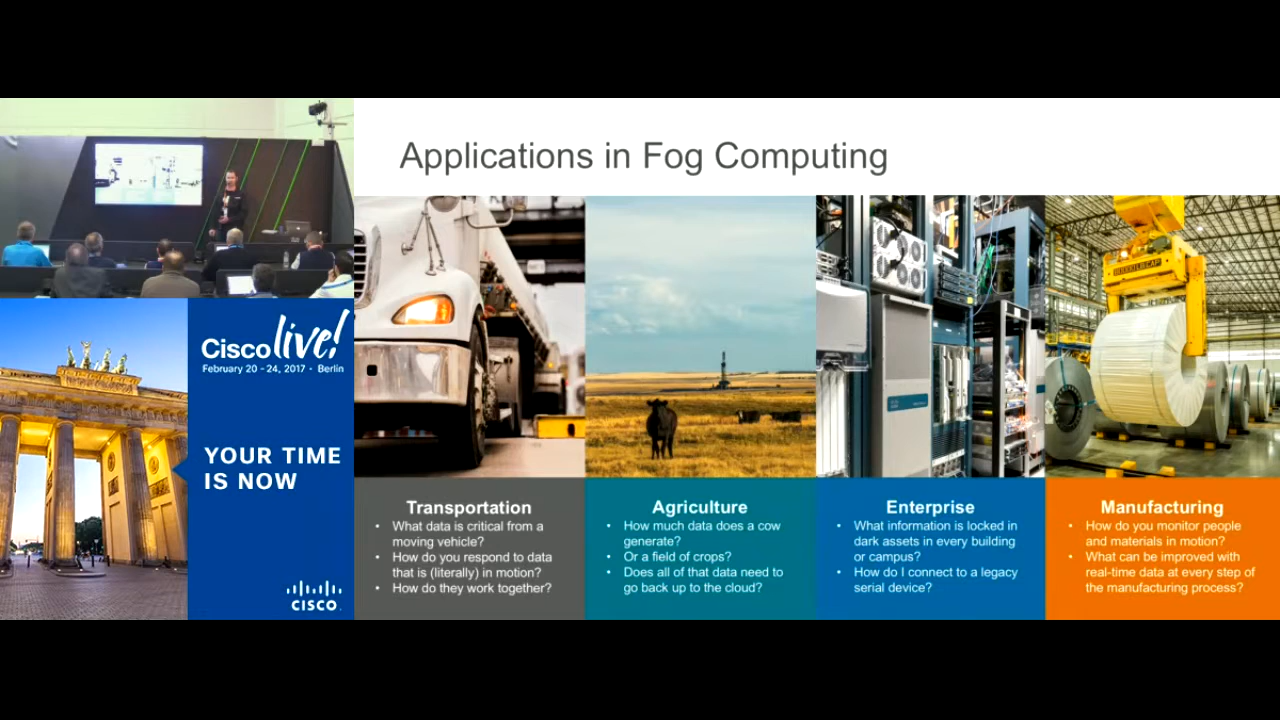 Applications in Fog Computing
Cisco live!
February 20 - 24, 2017 • Berlin
YOUR TIME
IS NOW
CISCO
Transportation
• What data is critical from a
moving vehicle?
• How do you respond to data
that is (literally) in motion?
• How do they work together?
Agriculture
• How much data does a cow
generate?
• Or a field of crops?
• Does all of that data need to
go back up to the cloud?
Enterprise
• What information is locked in
dark assets in every building
or campus?
• How do I connect to a legacy
serial device?
Manufacturing
• How do you monitor people
and materials in motion?
• What can be improved with
real-time data at every step of
the manufacturing process?